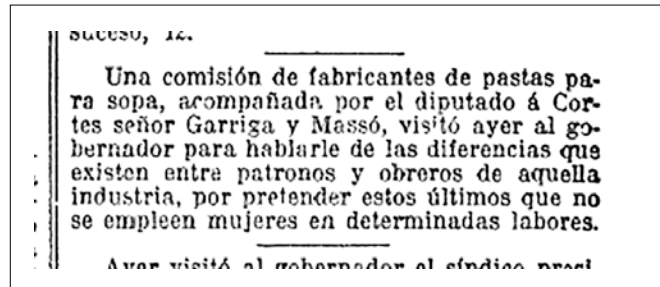 suceso, 12.
Una comisión de fabricantes de pastas pa-
ra sopa, acompañada por el diputado á Cor-
tes señor Garriga y Massó, visitó ayer al go-
bernador para hablarle de las diferencias que
existen entre patronos y obreros de aquella
industria, por pretender estos últimos que no
se empleen mujeres en determinadas labores.
Ayer visitó al gobernador el síndico presi-